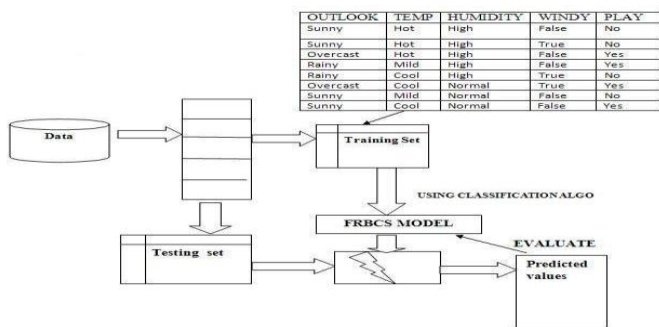 OUTLOOK TEMP HUMIDITY WINDY PLAY
Sunny Hot High False No
Sunny Hot High True No
Overcast Hot High False Yes
Rainy Mild High False Yes
Rainy Cool High True No
Overcast Cool Normal True Yes
Sunny Mild Normal False No
Sunny Cool Normal False Yes
Data
Training Set
USING CLASSIFICATION ALGO
FRBCS MODEL
EVALUATE
Testing set
Predicted
values